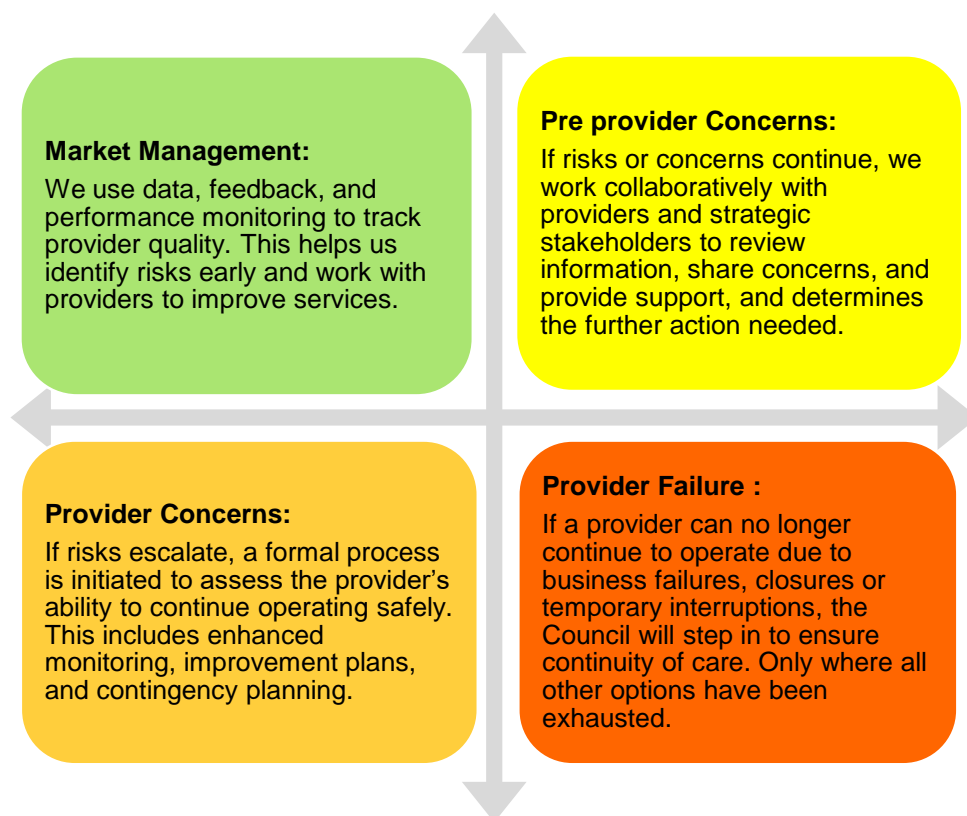 Market Management:
We use data, feedback, and
performance monitoring to track
provider quality. This helps us
identify risks early and work with
providers to improve services.
Pre provider Concerns:
If risks or concerns continue, we
work collaboratively with
providers and strategic
stakeholders to review
information, share concerns, and
provide support, and determines
the further action needed.
Provider Concerns:
If risks escalate, a formal process
is initiated to assess the provider’s
ability to continue operating safely.
This includes enhanced
monitoring, improvement plans,
and contingency planning.
Provider Failure :
If a provider can no longer
continue to operate due to
business failures, closures or
temporary interruptions, the
Council will step in to ensure
continuity of care. Only where all
other options have been
exhausted.